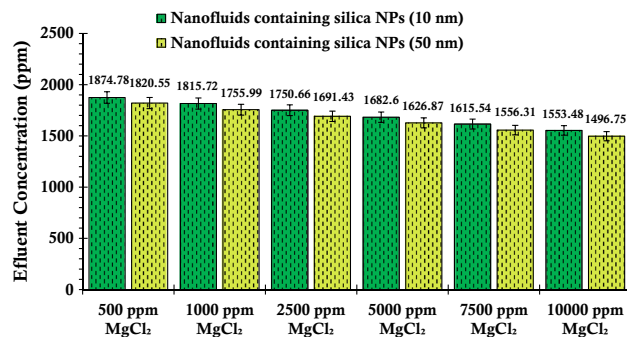 Nanofluids containing silica NPs (10 nm)
Nanofluids containing silica NPs (50 nm)
Efluent Concentration (ppm)
2500
2000
1500
1000
500
0
1874.78 1820.55 1815.72 1755.99 1750.66 1691.43 1682.6 1626.87 1615.54 1556.31 1553.48 1496.75
500 ppm 1000 ppm 2500 ppm 5000 ppm 7500 ppm 10000 ppm
MgCl₂ MgCl₂ MgCl₂ MgCl₂ MgCl₂ MgCl₂